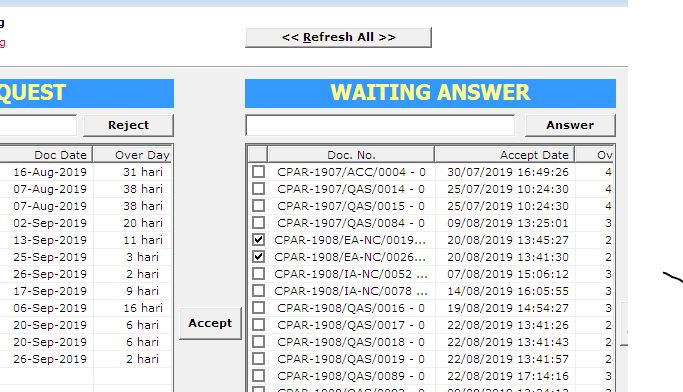 g
<< Refresh All >>
g
QUEST
WAITING ANSWER
Reject
Answer
Doc Date Over Day
16-Aug-2019 31 hari
07-Aug-2019 38 hari
07-Aug-2019 38 hari
02-Sep-2019 20 hari
13-Sep-2019 11 hari
25-Sep-2019 3 hari
26-Sep-2019 2 hari
17-Sep-2019 9 hari
06-Sep-2019 16 hari
20-Sep-2019 6 hari
20-Sep-2019 6 hari
26-Sep-2019 2 hari
Accept
Doc. No. Accept Date Ov
CPAR-1907/ACC/0004 - 0 30/07/2019 16:49:26 4
CPAR-1907/QAS/0014 - 0 25/07/2019 10:24:30 4
CPAR-1907/QAS/0015 - 0 25/07/2019 10:24:30 4
CPAR-1907/QAS/0084 - 0 09/08/2019 13:25:01 3
CPAR-1908/EA-NC/0019... 20/08/2019 13:45:27 2
CPAR-1908/EA-NC/0026... 20/08/2019 13:41:30 2
CPAR-1908/IA-NC/0052 ... 07/08/2019 15:06:12 3
CPAR-1908/IA-NC/0078 ... 14/08/2019 16:05:55 3
CPAR-1908/QAS/0016 - 0 19/08/2019 14:54:27 3
CPAR-1908/QAS/0017 - 0 22/08/2019 13:41:26 2
CPAR-1908/QAS/0018 - 0 22/08/2019 13:41:43 2
CPAR-1908/QAS/0019 - 0 22/08/2019 13:41:57 2
CPAR-1908/QAS/0089 - 0 22/08/2019 17:14:16 3